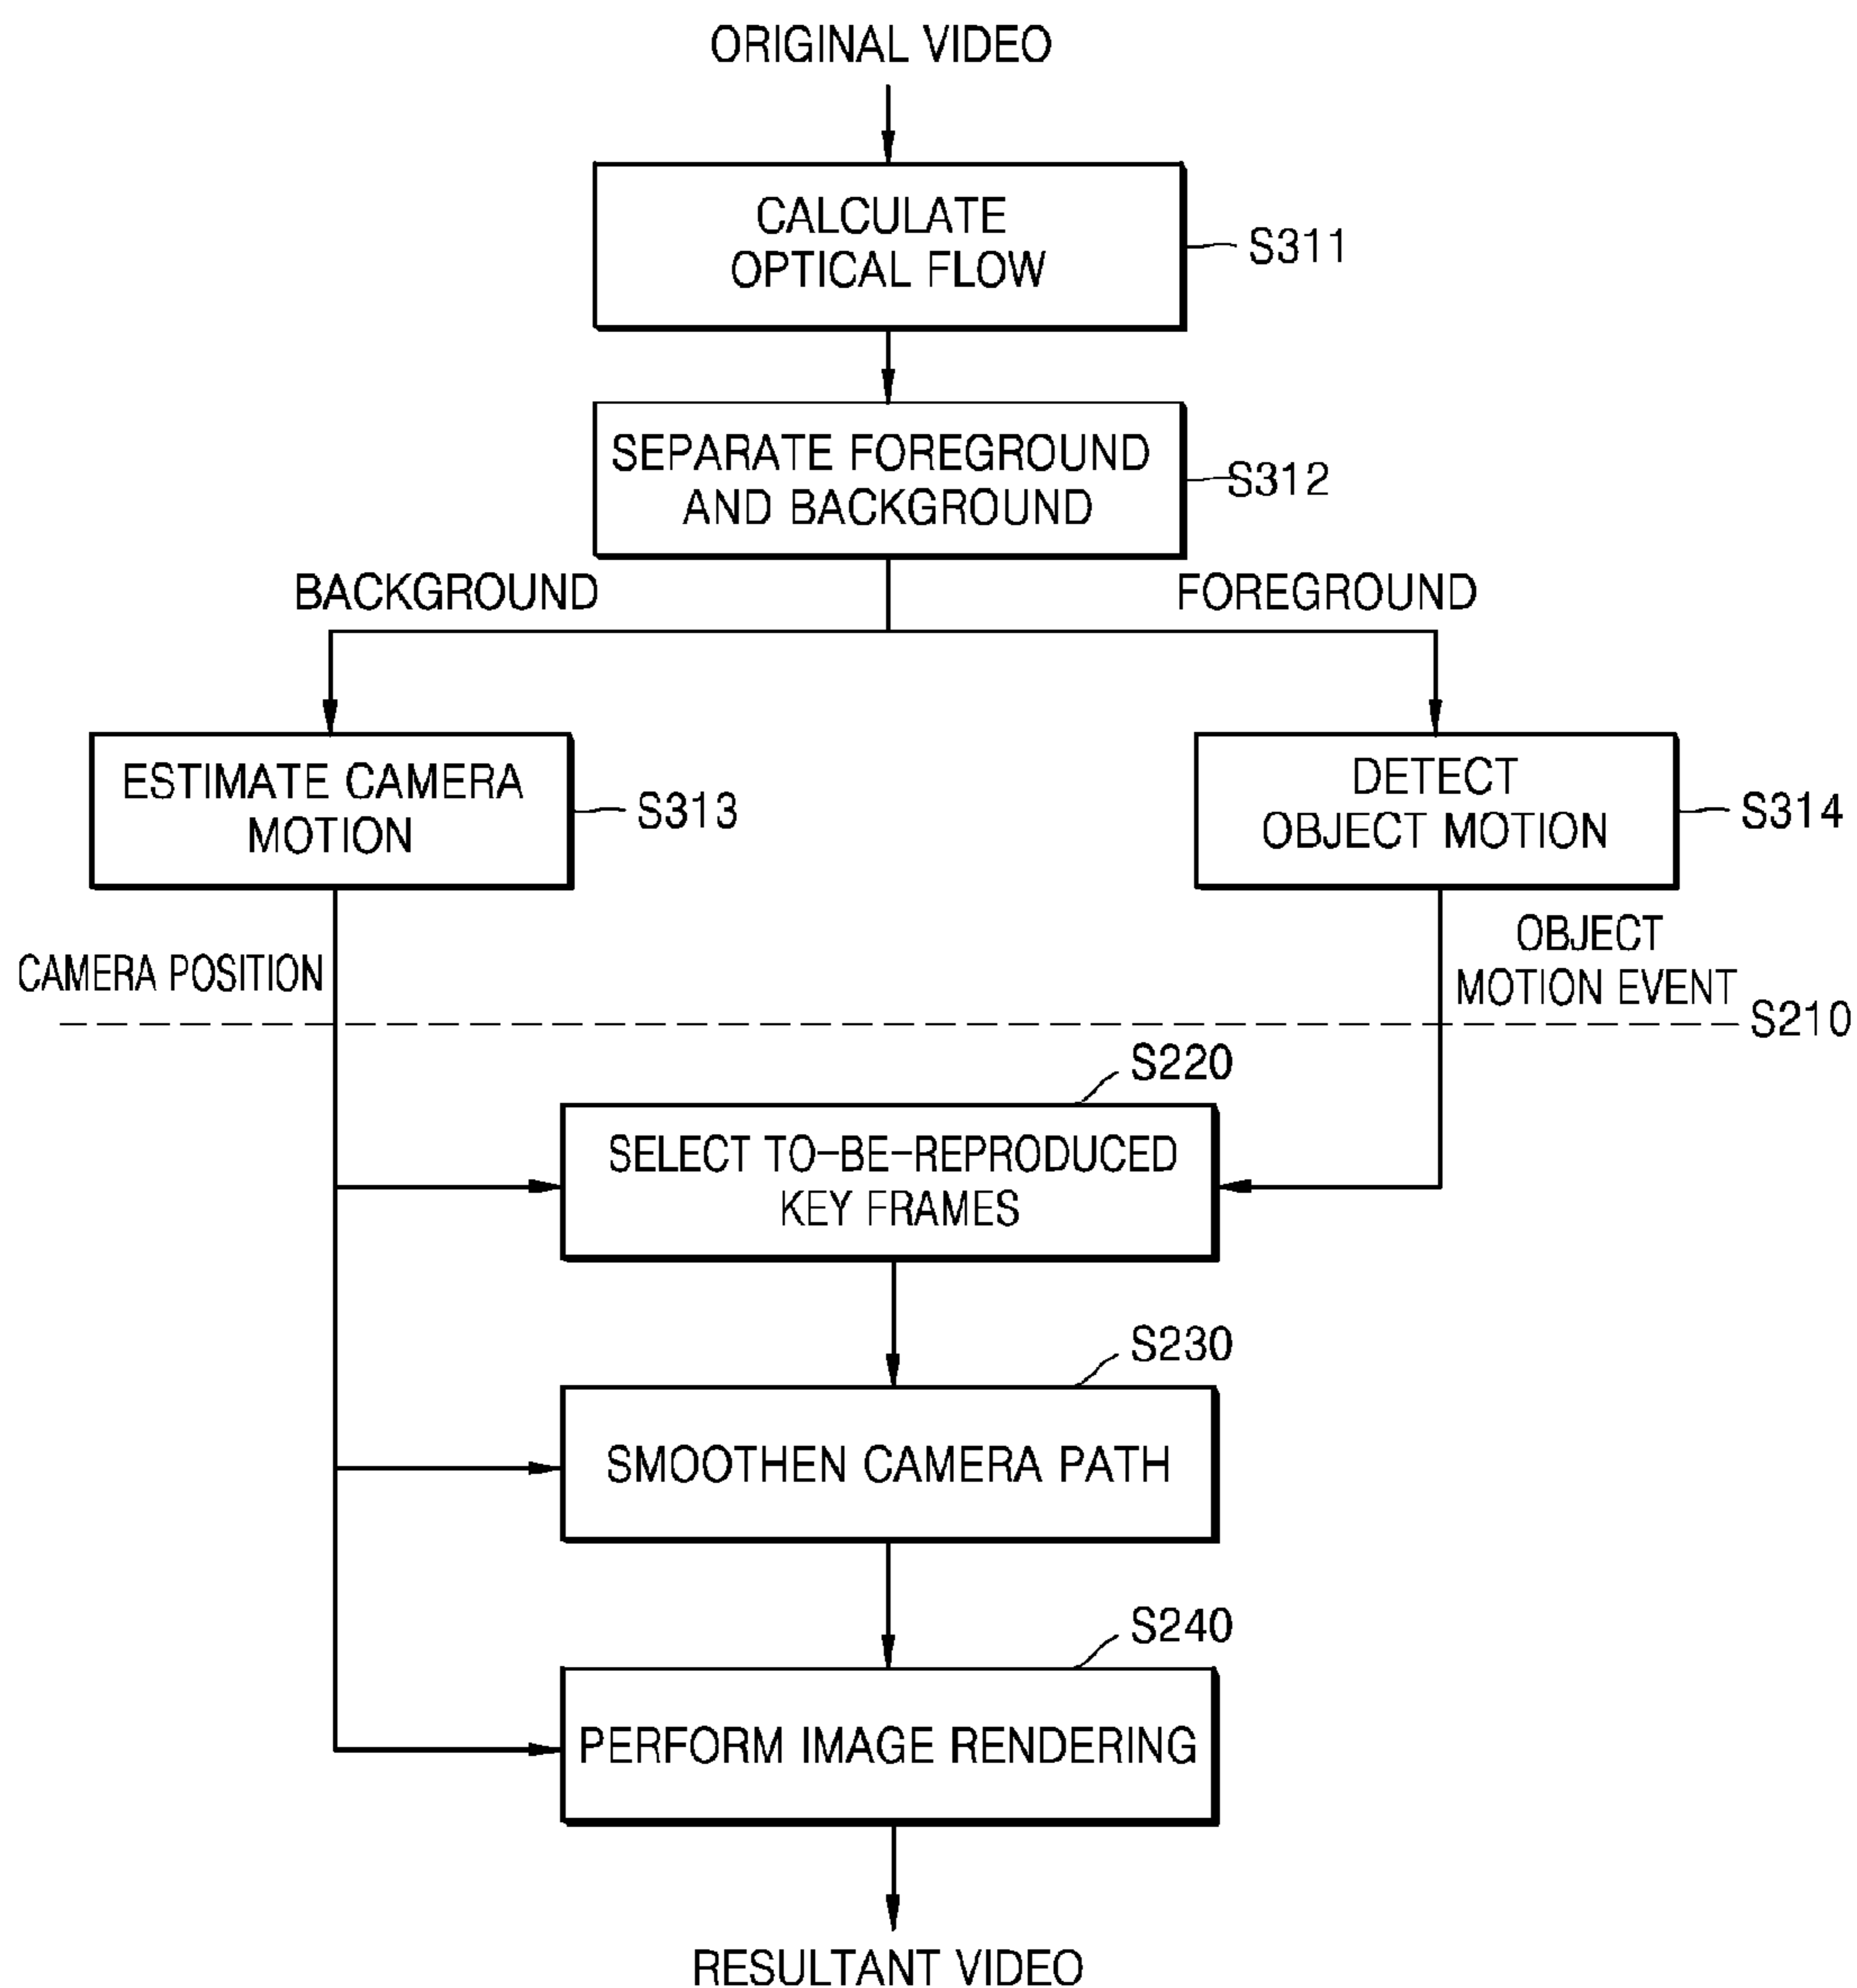 ORIGINAL VIDEO
CALCULATE
OPTICAL FLOW
S311
SEPARATE FOREGROUND
AND BACKGROUND
S312
BACKGROUND
FOREGROUND
ESTIMATE CAMERA
MOTION
S313
DETECT
OBJECT MOTION
S314
CAMERA POSITION
OBJECT
MOTION EVENT
S210
S220
SELECT TO-BE-REPRODUCED
KEY FRAMES
S230
SMOOTHEN CAMERA PATH
S240
PERFORM IMAGE RENDERING
RESULTANT VIDEO